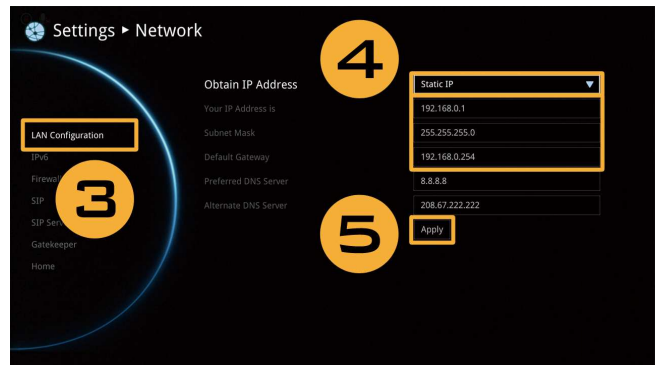 Settings ▸ Network
4
Obtain IP Address Static IP ▼
Your IP Address is 192.168.0.1
LAN Configuration Subnet Mask 255.255.255.0
IPv6 Default Gateway 192.168.0.254
3
Preferred DNS Server 8.8.8.8
SIP Alternate DNS Server 208.67.222.222
5
Apply
Gatekeeper
Home